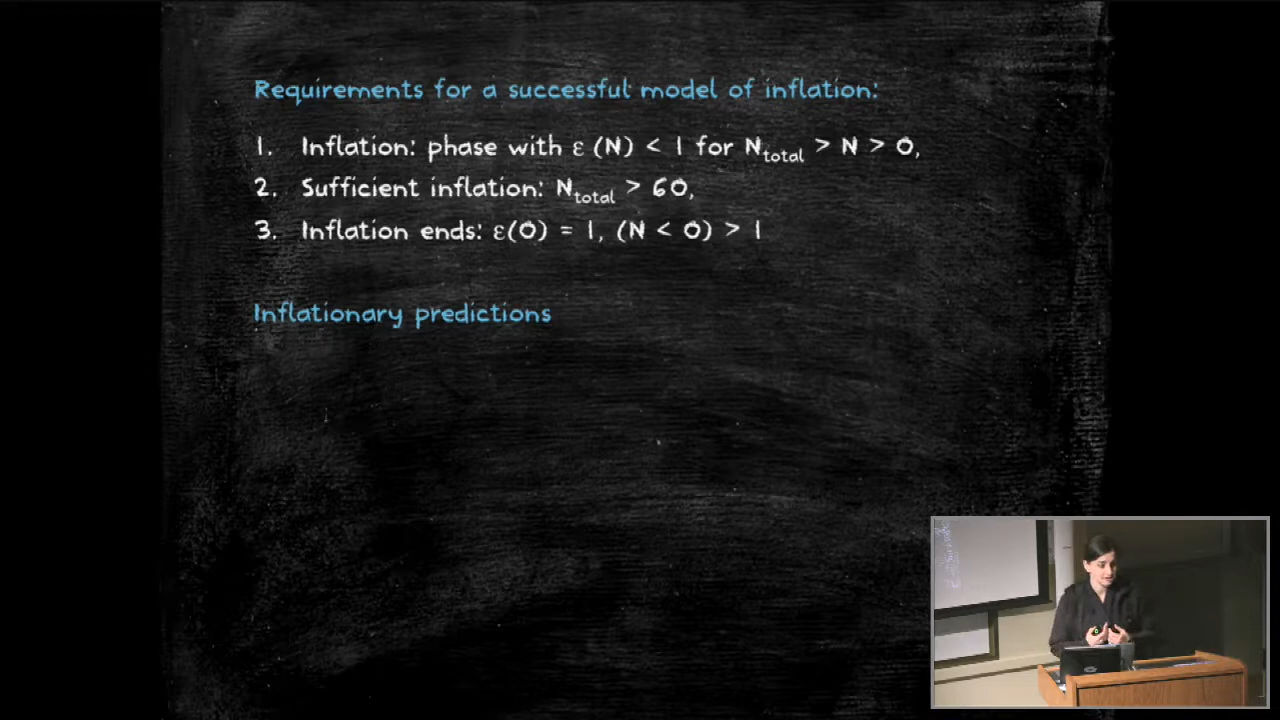 Requirements for a successful model of inflation:
1. Inflation: phase with ε (N) < 1 for N_total > N > 0,
2. Sufficient inflation: N_total > 60,
3. Inflation ends: ε(0) = 1, (N < 0) > 1
Inflationary predictions